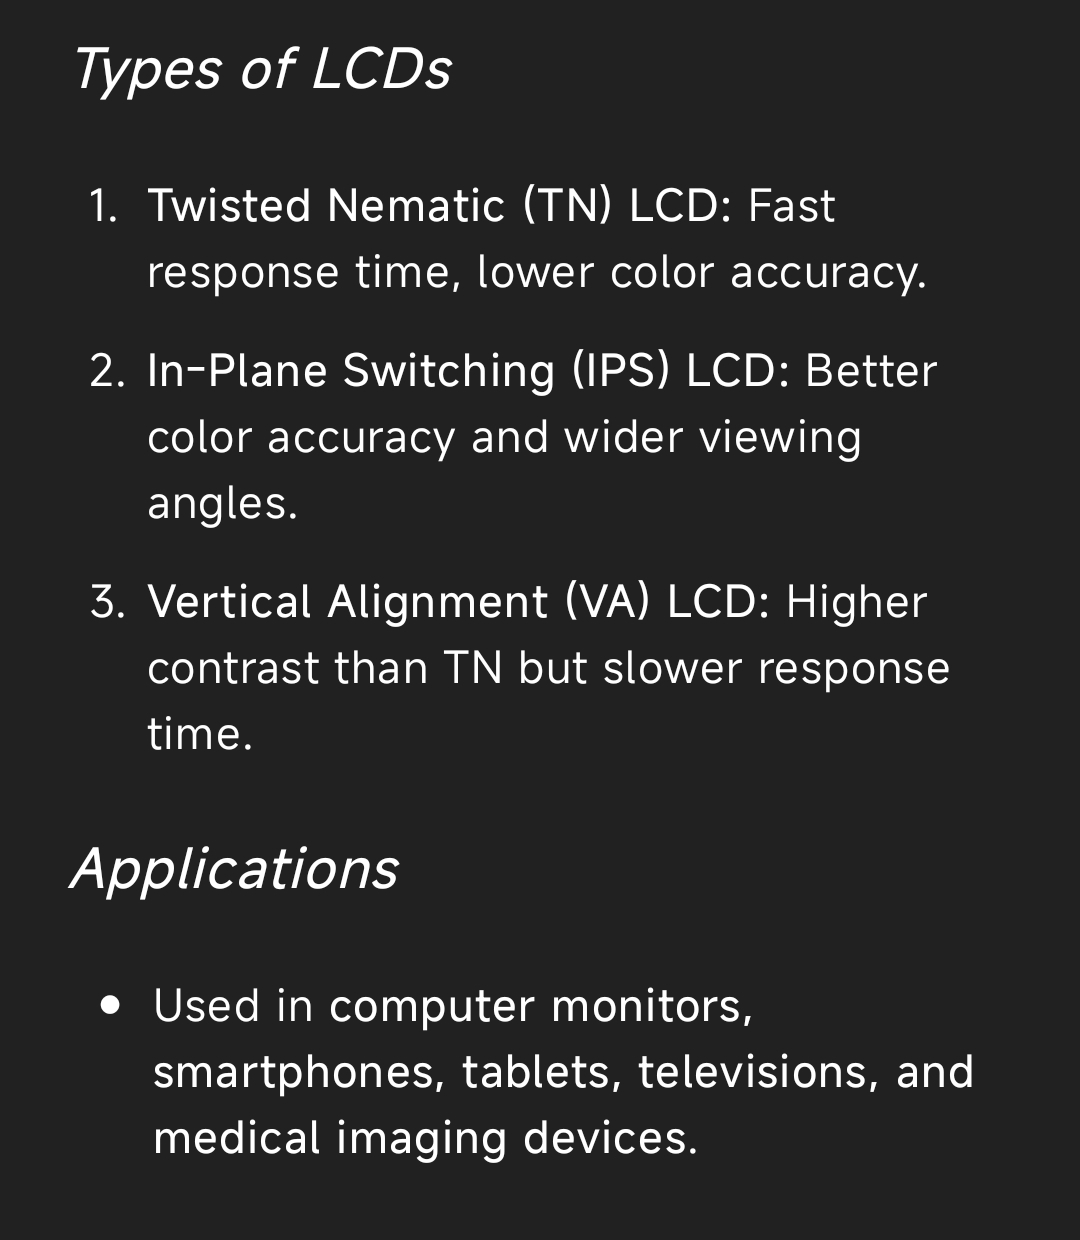 Types of LCDs
1. Twisted Nematic (TN) LCD: Fast
response time, lower color accuracy.
2. In-Plane Switching (IPS) LCD: Better
color accuracy and wider viewing
angles.
3. Vertical Alignment (VA) LCD: Higher
contrast than TN but slower response
time.
Applications
• Used in computer monitors,
smartphones, tablets, televisions, and
medical imaging devices.